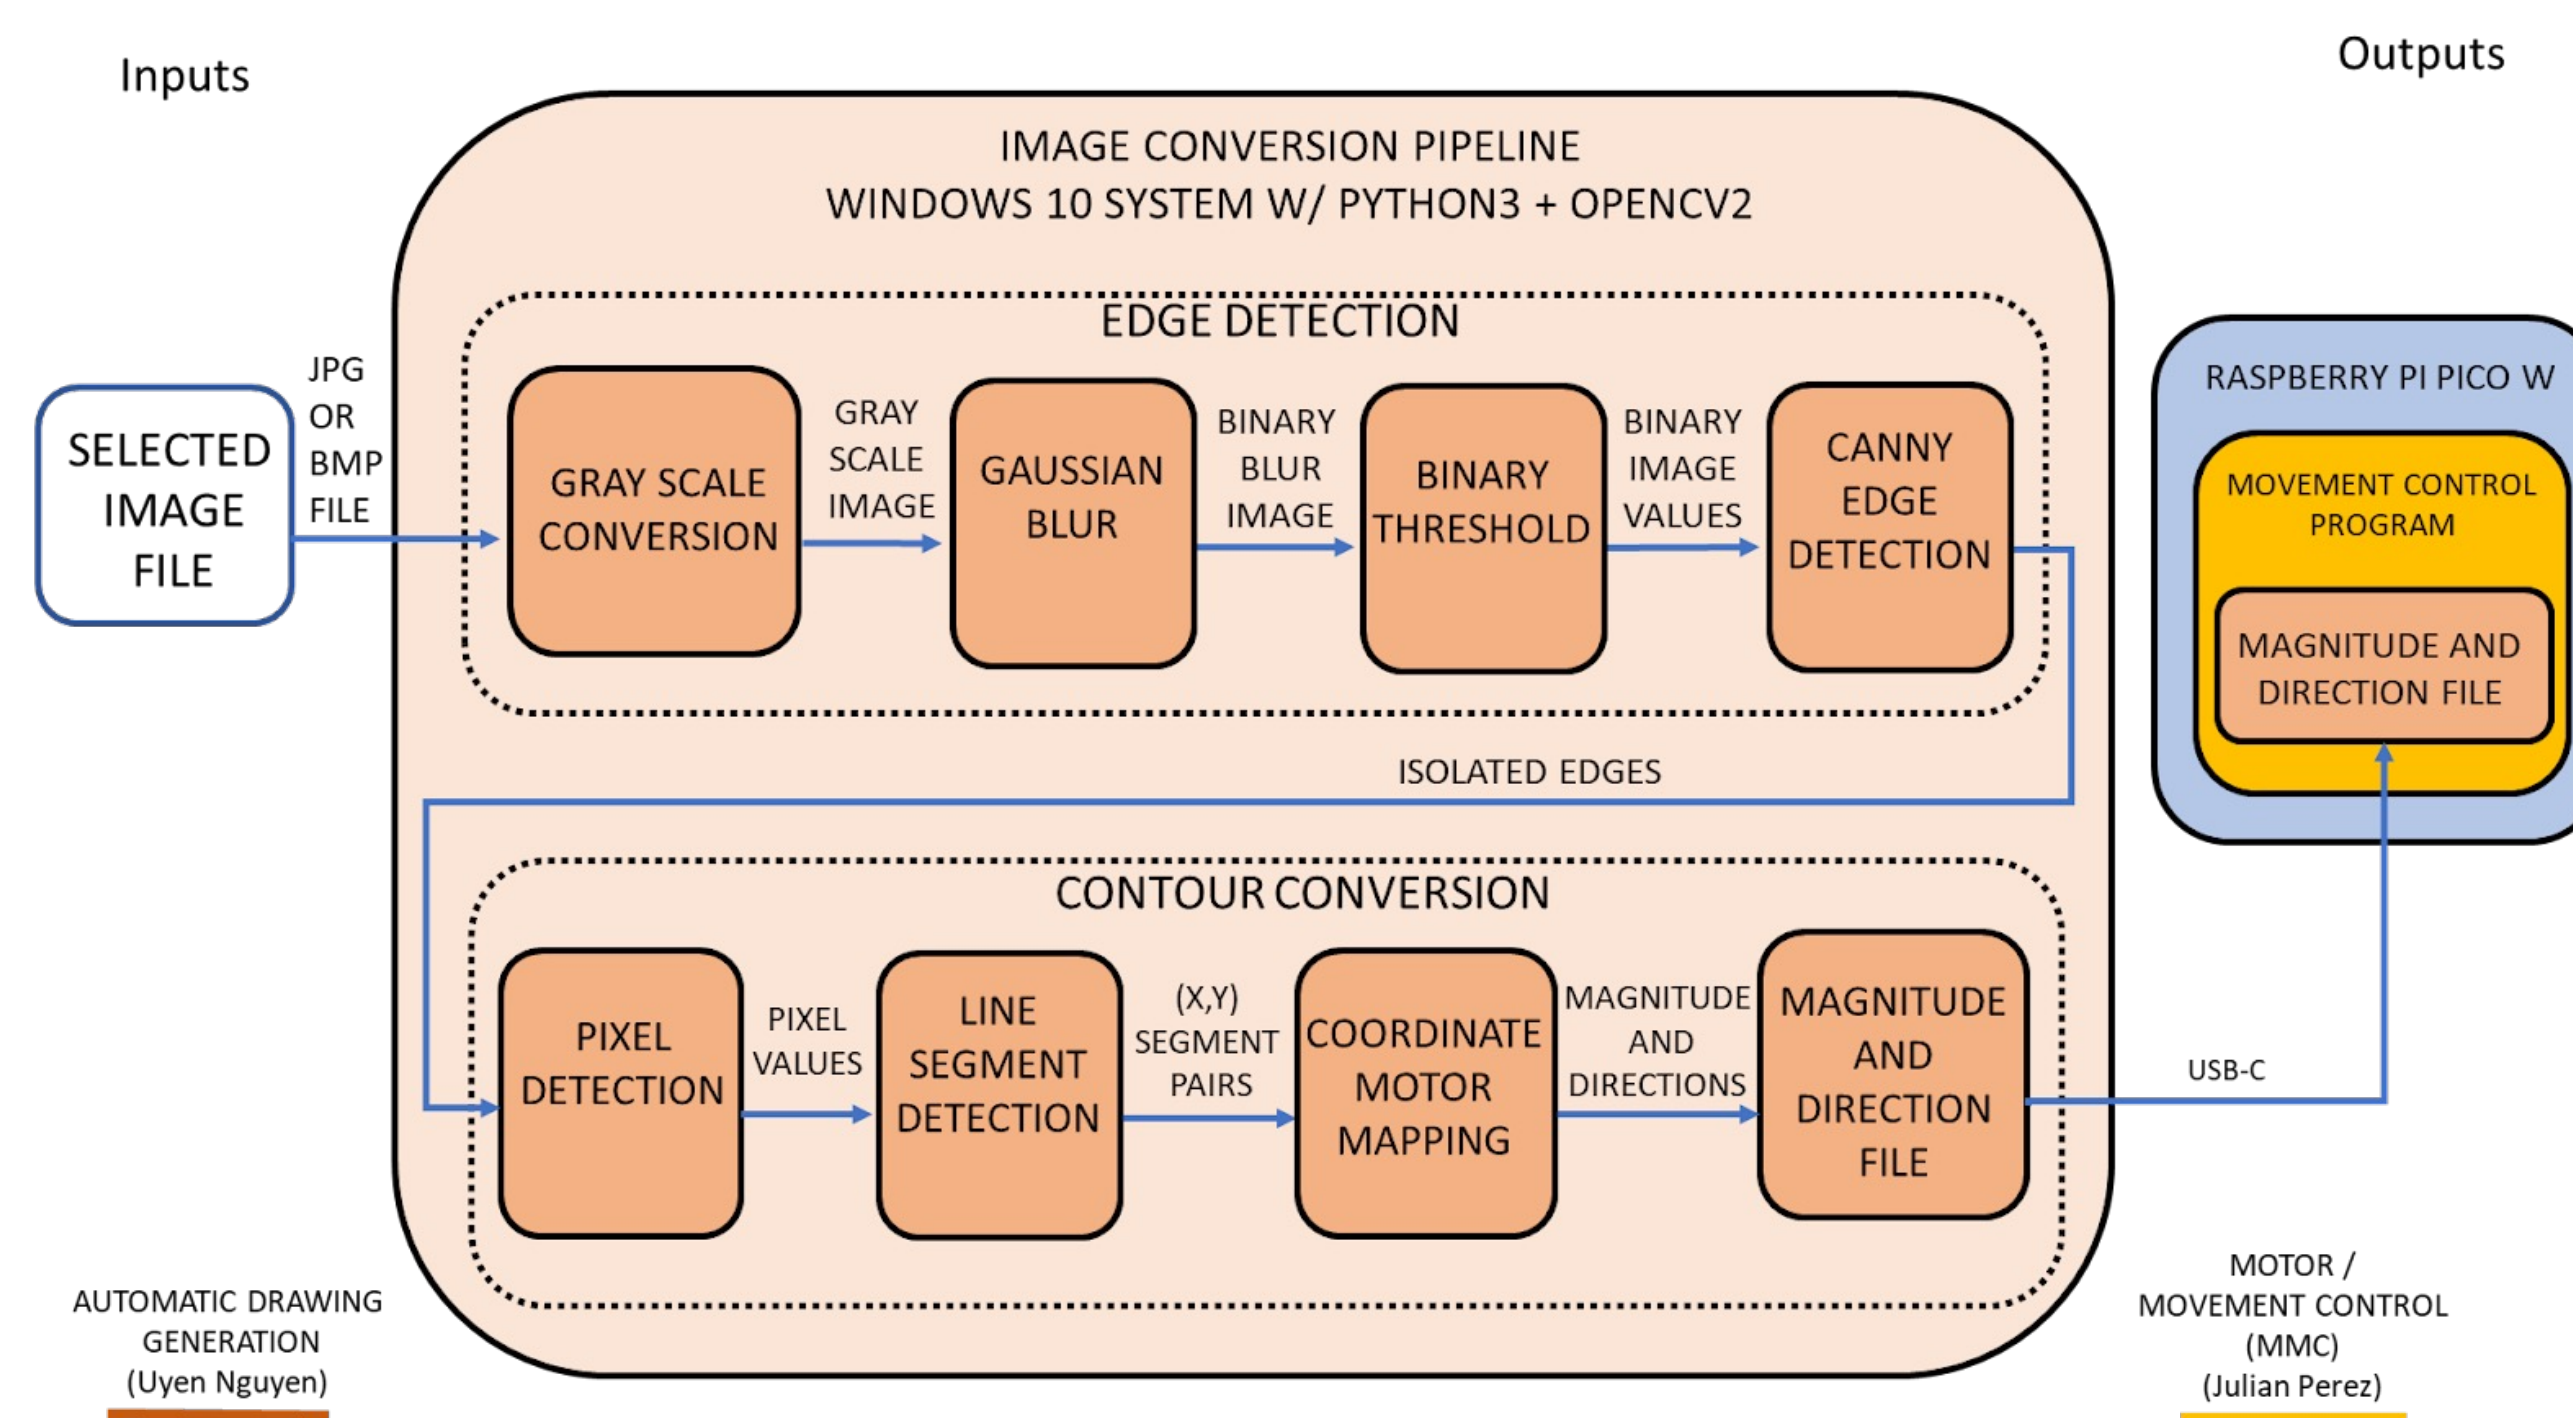 Inputs
Outputs
IMAGE CONVERSION PIPELINE
WINDOWS 10 SYSTEM W/ PYTHON3 + OPENCV2
EDGE DETECTION
SELECTED
IMAGE
FILE
JPG
OR
BMP
FILE
GRAY SCALE
CONVERSION
GRAY
SCALE
IMAGE
GAUSSIAN
BLUR
BINARY
BLUR
IMAGE
BINARY
THRESHOLD
BINARY
IMAGE
VALUES
CANNY
EDGE
DETECTION
RASPBERRY PI PICO W
MOVEMENT CONTROL
PROGRAM
MAGNITUDE AND
DIRECTION FILE
ISOLATED EDGES
CONTOUR CONVERSION
PIXEL
DETECTION
PIXEL
VALUES
LINE
SEGMENT
DETECTION
(X,Y)
SEGMENT
PAIRS
COORDINATE
MOTOR
MAPPING
MAGNITUDE
AND
DIRECTIONS
MAGNITUDE
AND
DIRECTION
FILE
USB-C
AUTOMATIC DRAWING
GENERATION
(Uyen Nguyen)
MOTOR /
MOVEMENT CONTROL
(MMC)
(Julian Perez)